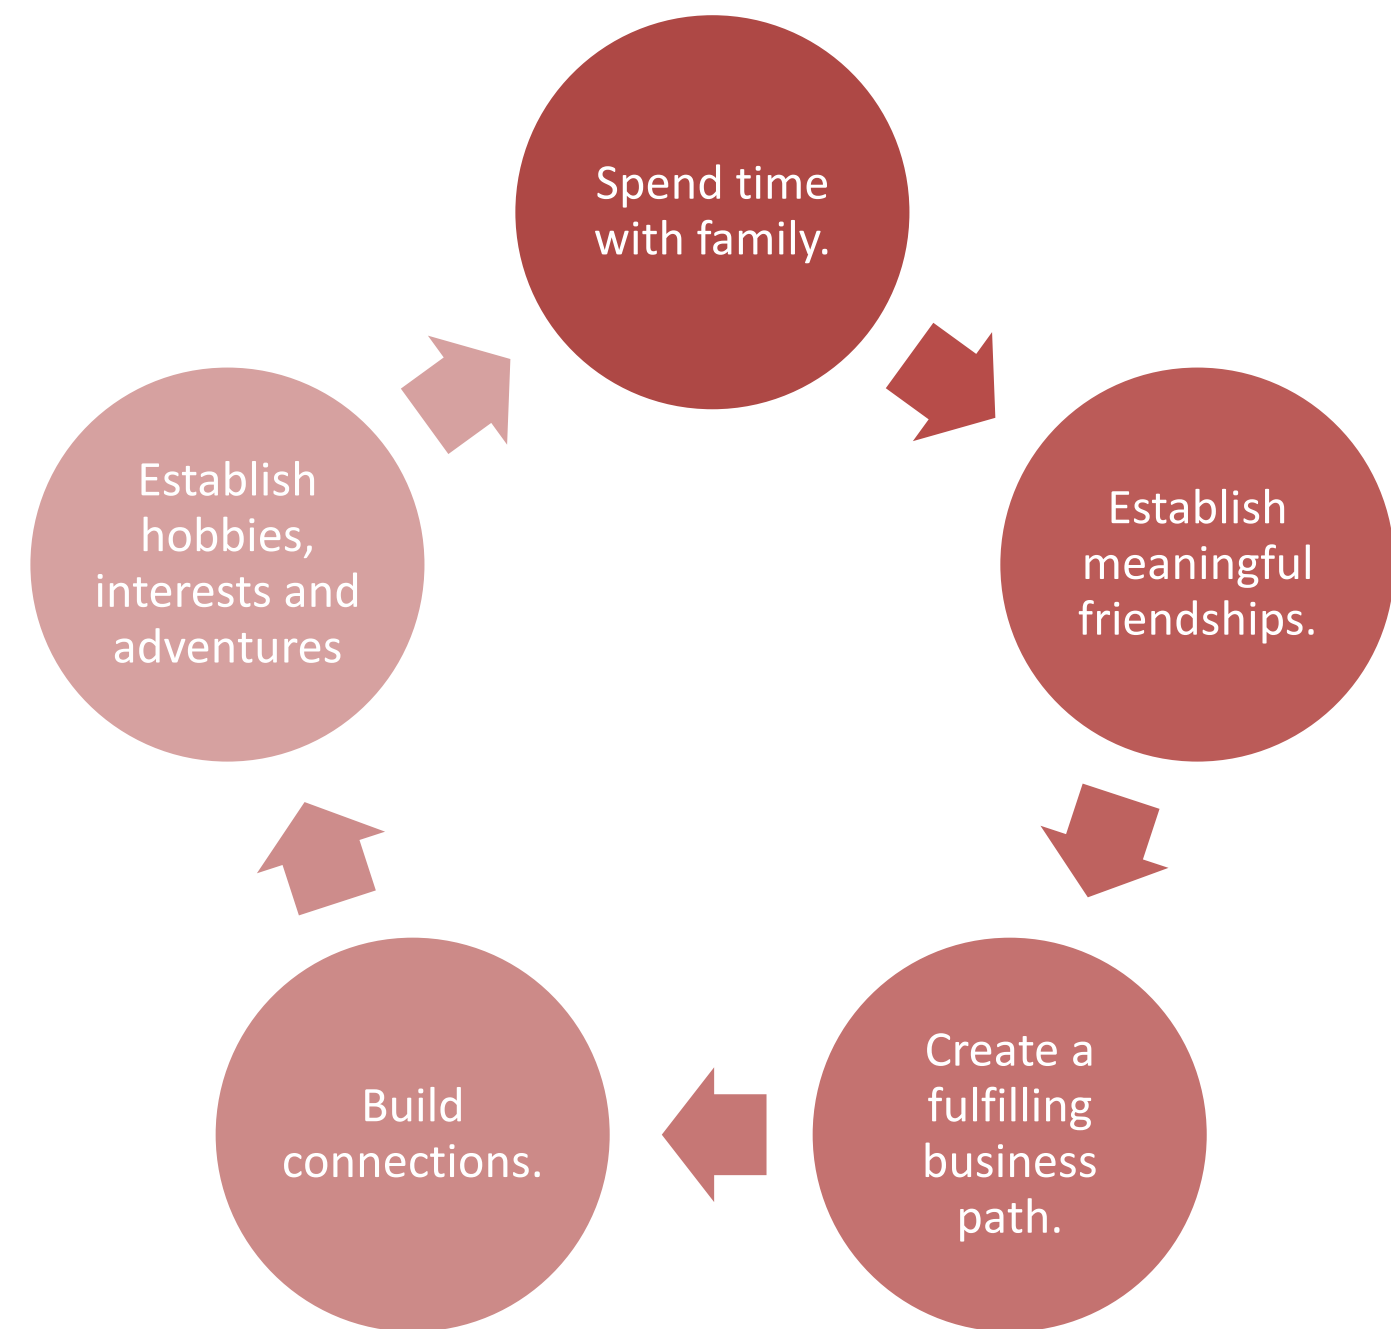 Spend time
with family.
Establish
meaningful
friendships.
Create a
fulfilling
business
path.
Build
connections.
Establish
hobbies,
interests and
adventures